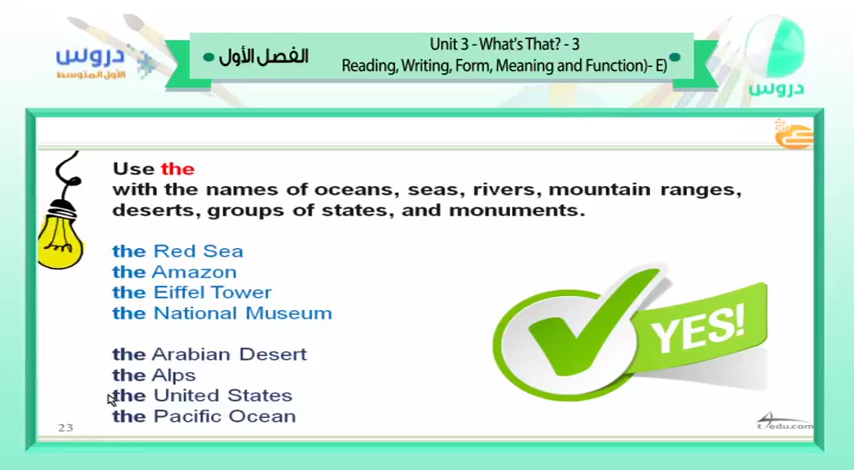 دروس
الأول المتوسط
الفصل الأول
Unit 3 - What's That? - 3
Reading, Writing, Form, Meaning and Function)- E)
دروس
Use the
with the names of oceans, seas, rivers, mountain ranges,
deserts, groups of states, and monuments.
the Red Sea
the Amazon
the Eiffel Tower
the National Museum
YES!
the Arabian Desert
the Alps
the United States
the Pacific Ocean
23
t4edu.com